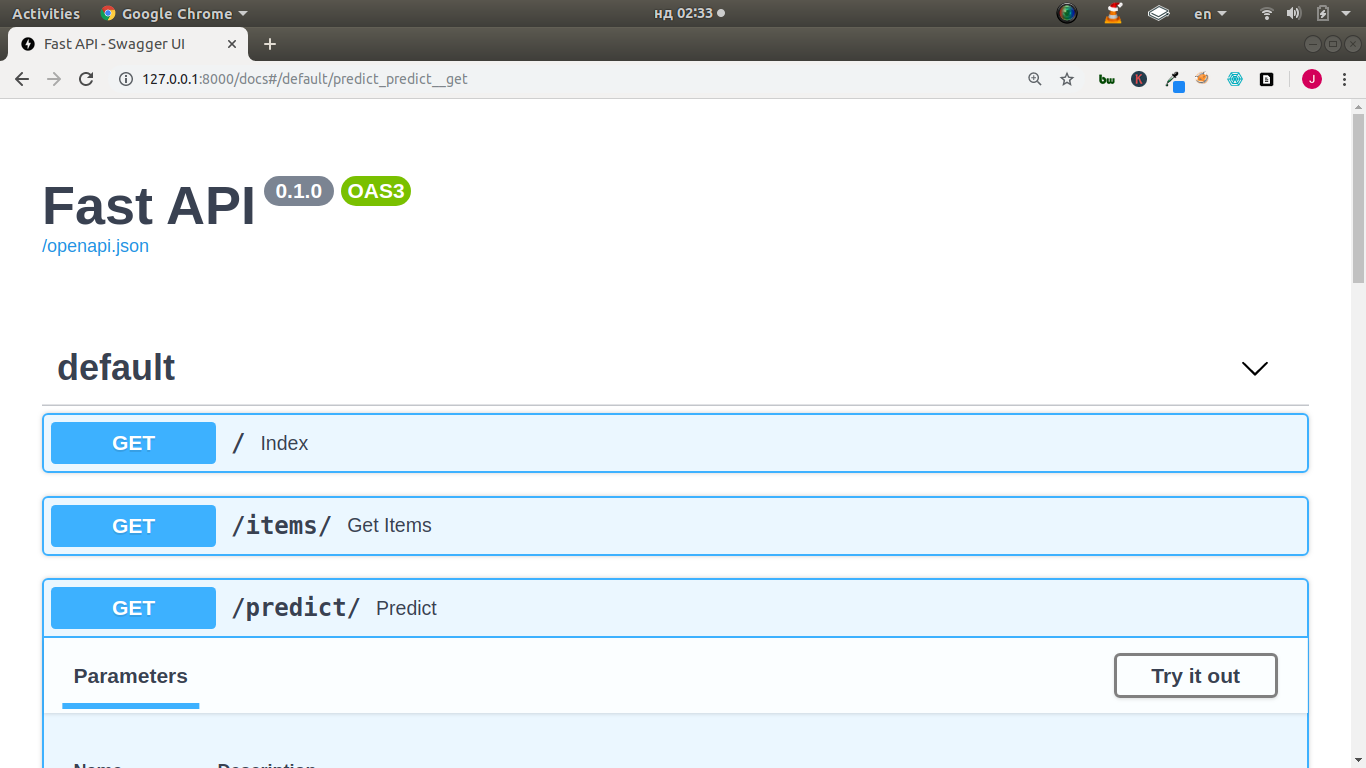 Activities Google Chrome нд 02:33 en
Fast API - Swagger UI
127.0.0.1:8000/docs#/default/predict_predict__get bw K J
Fast API 0.1.0 OAS3
/openapi.json
default
GET / Index
GET /items/ Get Items
GET /predict/ Predict
Parameters Try it out
Name Description